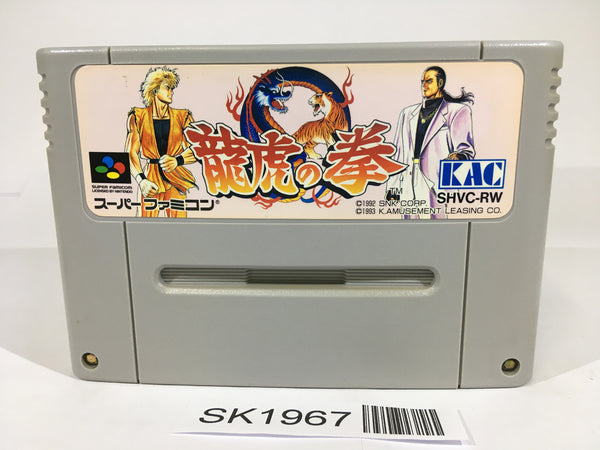 龍虎の拳
TM
SUPER FAMICOM
LICENSED BY NINTENDO
スーパーファミコン
KAC
SHVC-RW
©1992 SNK CORP.
©1993 K.AMUSEMENT LEASING CO.
SK1967